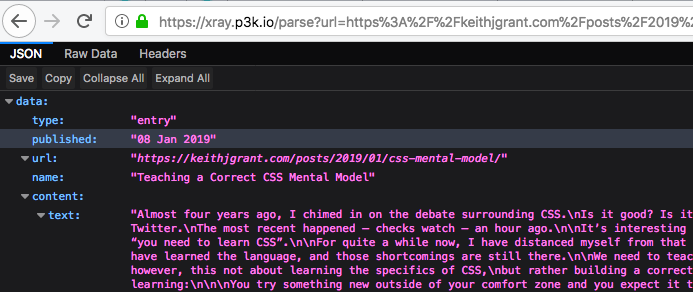 https://xray.p3k.io/parse?url=https%3A%2F%2Fkeithjgrant.com%2Fposts%2F2019%2
JSON Raw Data Headers
Save Copy Collapse All Expand All
data:
type: "entry"
published: "08 Jan 2019"
url: "https://keithjgrant.com/posts/2019/01/css-mental-model/"
name: "Teaching a Correct CSS Mental Model"
content:
text: "Almost four years ago, I chimed in on the debate surrounding CSS.\nIs it good? Is it
Twitter.\nThe most recent happened — checks watch — an hour ago.\n\nIt’s interesting
“you need to learn CSS”.\n\nFor quite a while now, I have distanced myself from that
have learned the language, and those shortcomings are still there.\n\nWe need to teac
however, this not about learning the specifics of CSS,\nbut rather building a correct
learning:\n\n\n\nYou try something new outside of your comfort zone and you expect it t